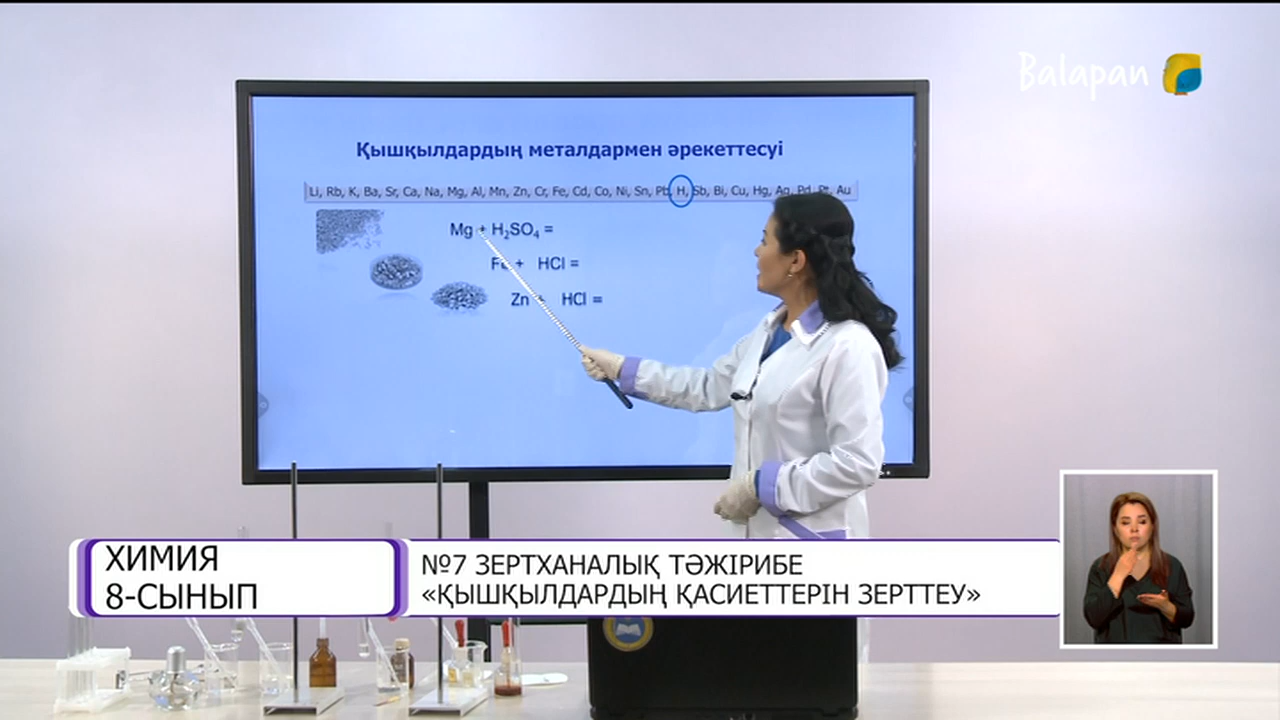 Balapan
Қышқылдардың металдармен әрекеттесуі
Li, Rb, K, Ba, Sr, Ca, Na, Mg, Al, Mn, Zn, Cr, Fe, Cd, Co, Ni, Sn, Pb, H, Sb, Bi, Cu, Hg, Ag, Pd, Pt, Au
Mg + H₂SO₄ =
Fe + HCl =
Zn + HCl =
ХИМИЯ
8-СЫНЫП
№7 ЗЕРТХАНАЛЫҚ ТӘЖІРИБЕ
«ҚЫШҚЫЛДАРДЫҢ ҚАСИЕТТЕРІН ЗЕРТТЕУ»